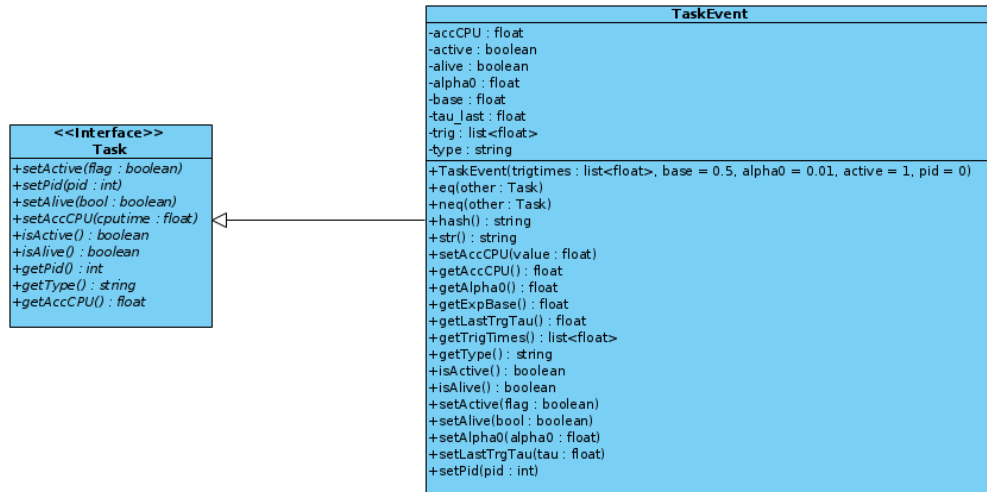 <<Interface>>
Task
+setActive(flag : boolean)
+setPid(pid : int)
+setAlive(bool : boolean)
+setAccCPU(cputime : float)
+isActive() : boolean
+isAlive() : boolean
+getPid() : int
+getType() : string
+getAccCPU() : float
TaskEvent
-accCPU : float
-active : boolean
-alive : boolean
-alpha0 : float
-base : float
-tau_last : float
-trig : list<float>
-type : string
+TaskEvent(trigtimes : list<float>, base = 0.5, alpha0 = 0.01, active = 1, pid = 0)
+eq(other : Task)
+neq(other : Task)
+hash() : string
+str() : string
+setAccCPU(value : float)
+getAccCPU() : float
+getAlpha0() : float
+getExpBase() : float
+getLastTrgTau() : float
+getTrigTimes() : list<float>
+getType() : string
+isActive() : boolean
+isAlive() : boolean
+setActive(flag : boolean)
+setAlive(bool : boolean)
+setAlpha0(alpha0 : float)
+setLastTrgTau(tau : float)
+setPid(pid : int)